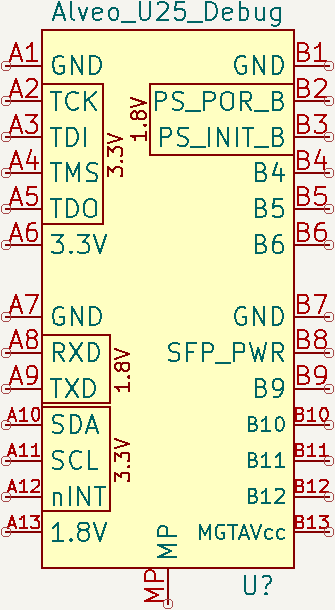 Alveo_U25_Debug
A1 GND GND B1
A2 TCK 1.8V PS_POR_B B2
A3 TDI PS_INIT_B B3
A4 TMS 3.3V B4 B4
A5 TDO B5 B5
A6 3.3V B6 B6
A7 GND GND B7
A8 RXD 1.8V SFP_PWR B8
A9 TXD B9 B9
A10 SDA B10 B10
A11 SCL 3.3V B11 B11
A12 nINT B12 B12
A13 1.8V MGTAVcc B13
MP
MP U?